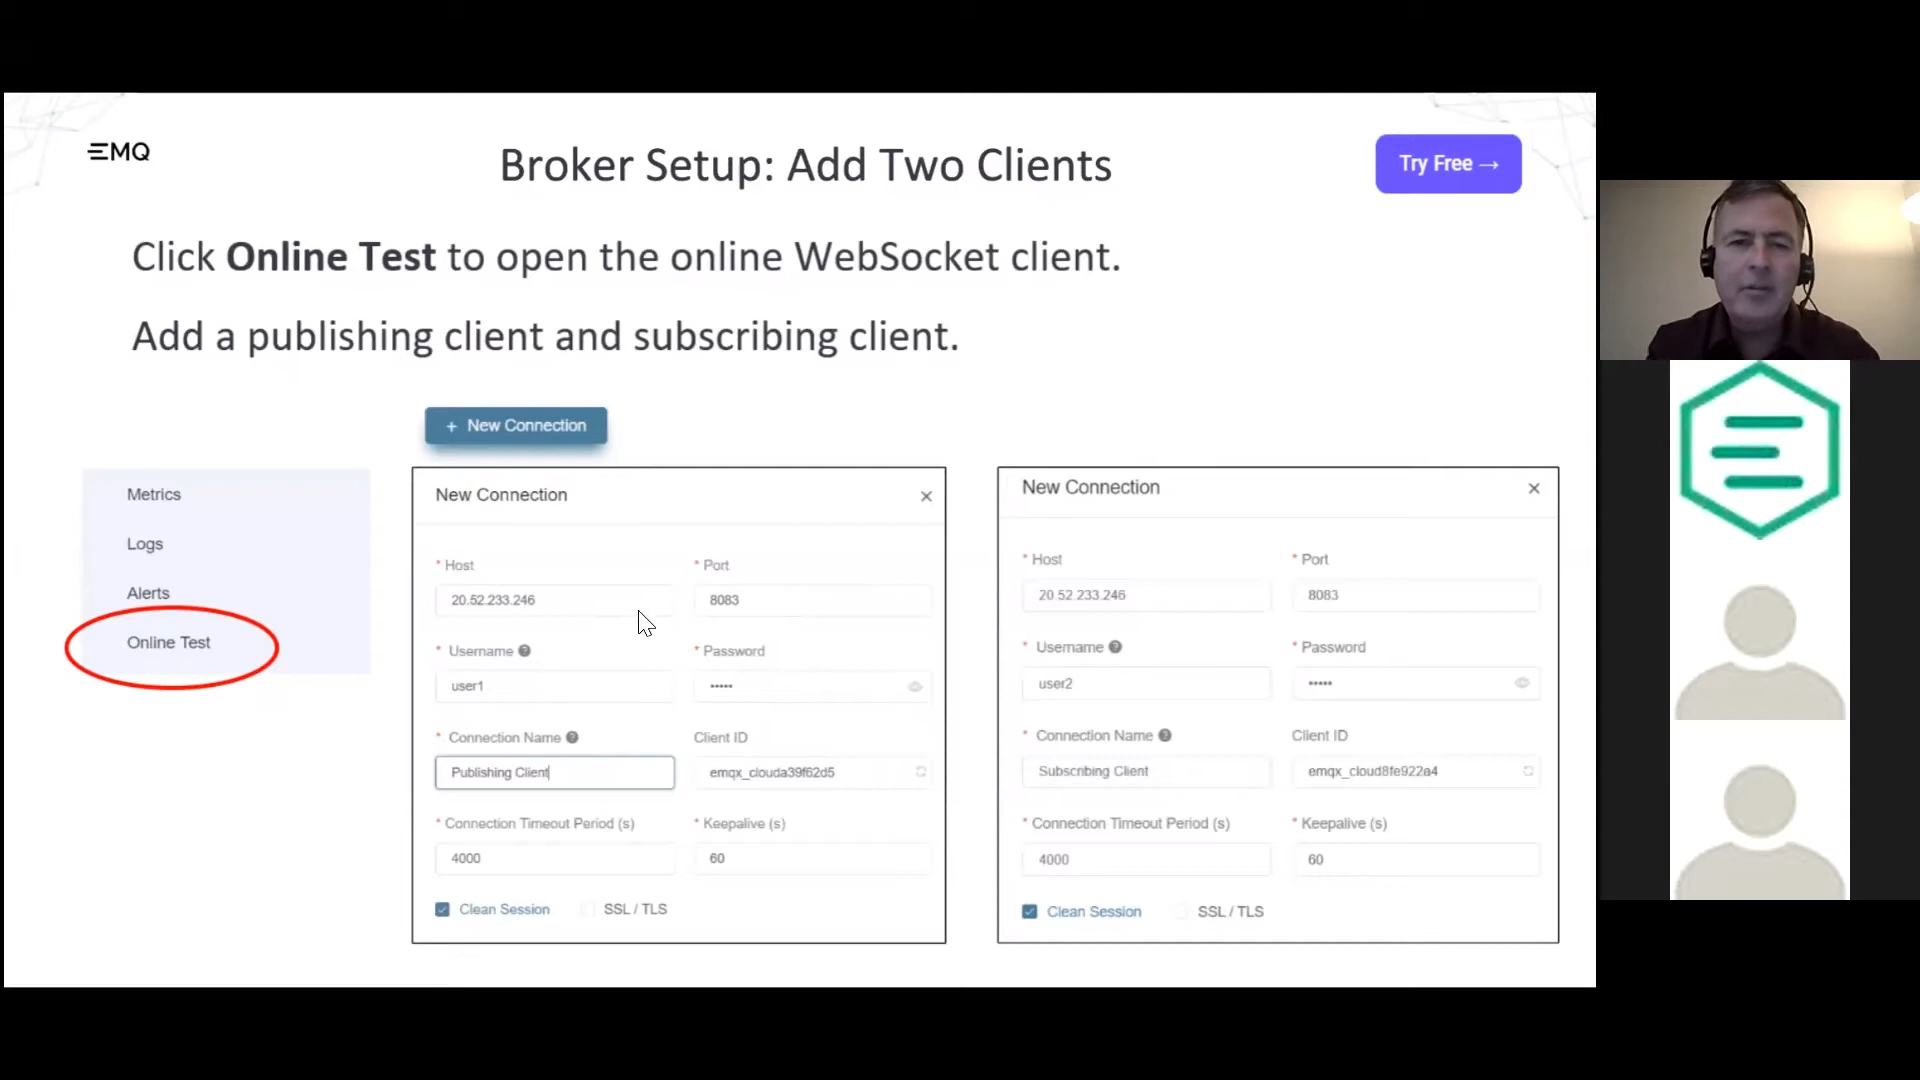 EMQ
Broker Setup: Add Two Clients
Try Free →
Click Online Test to open the online WebSocket client.
Add a publishing client and subscribing client.
+ New Connection
Metrics
Logs
Alerts
Online Test
New Connection ×
* Host * Port
20.52.233.246 8083
* Username ? * Password
user1 •••••
* Connection Name ? Client ID
Publishing Client emqx_clouda39f62d5
* Connection Timeout Period (s) * Keepalive (s)
4000 60
Clean Session SSL / TLS
New Connection ×
* Host * Port
20.52.233.246 8083
* Username ? * Password
user2 •••••
* Connection Name ? Client ID
Subscribing Client emqx_cloud8fe922a4
* Connection Timeout Period (s) * Keepalive (s)
4000 60
Clean Session SSL / TLS